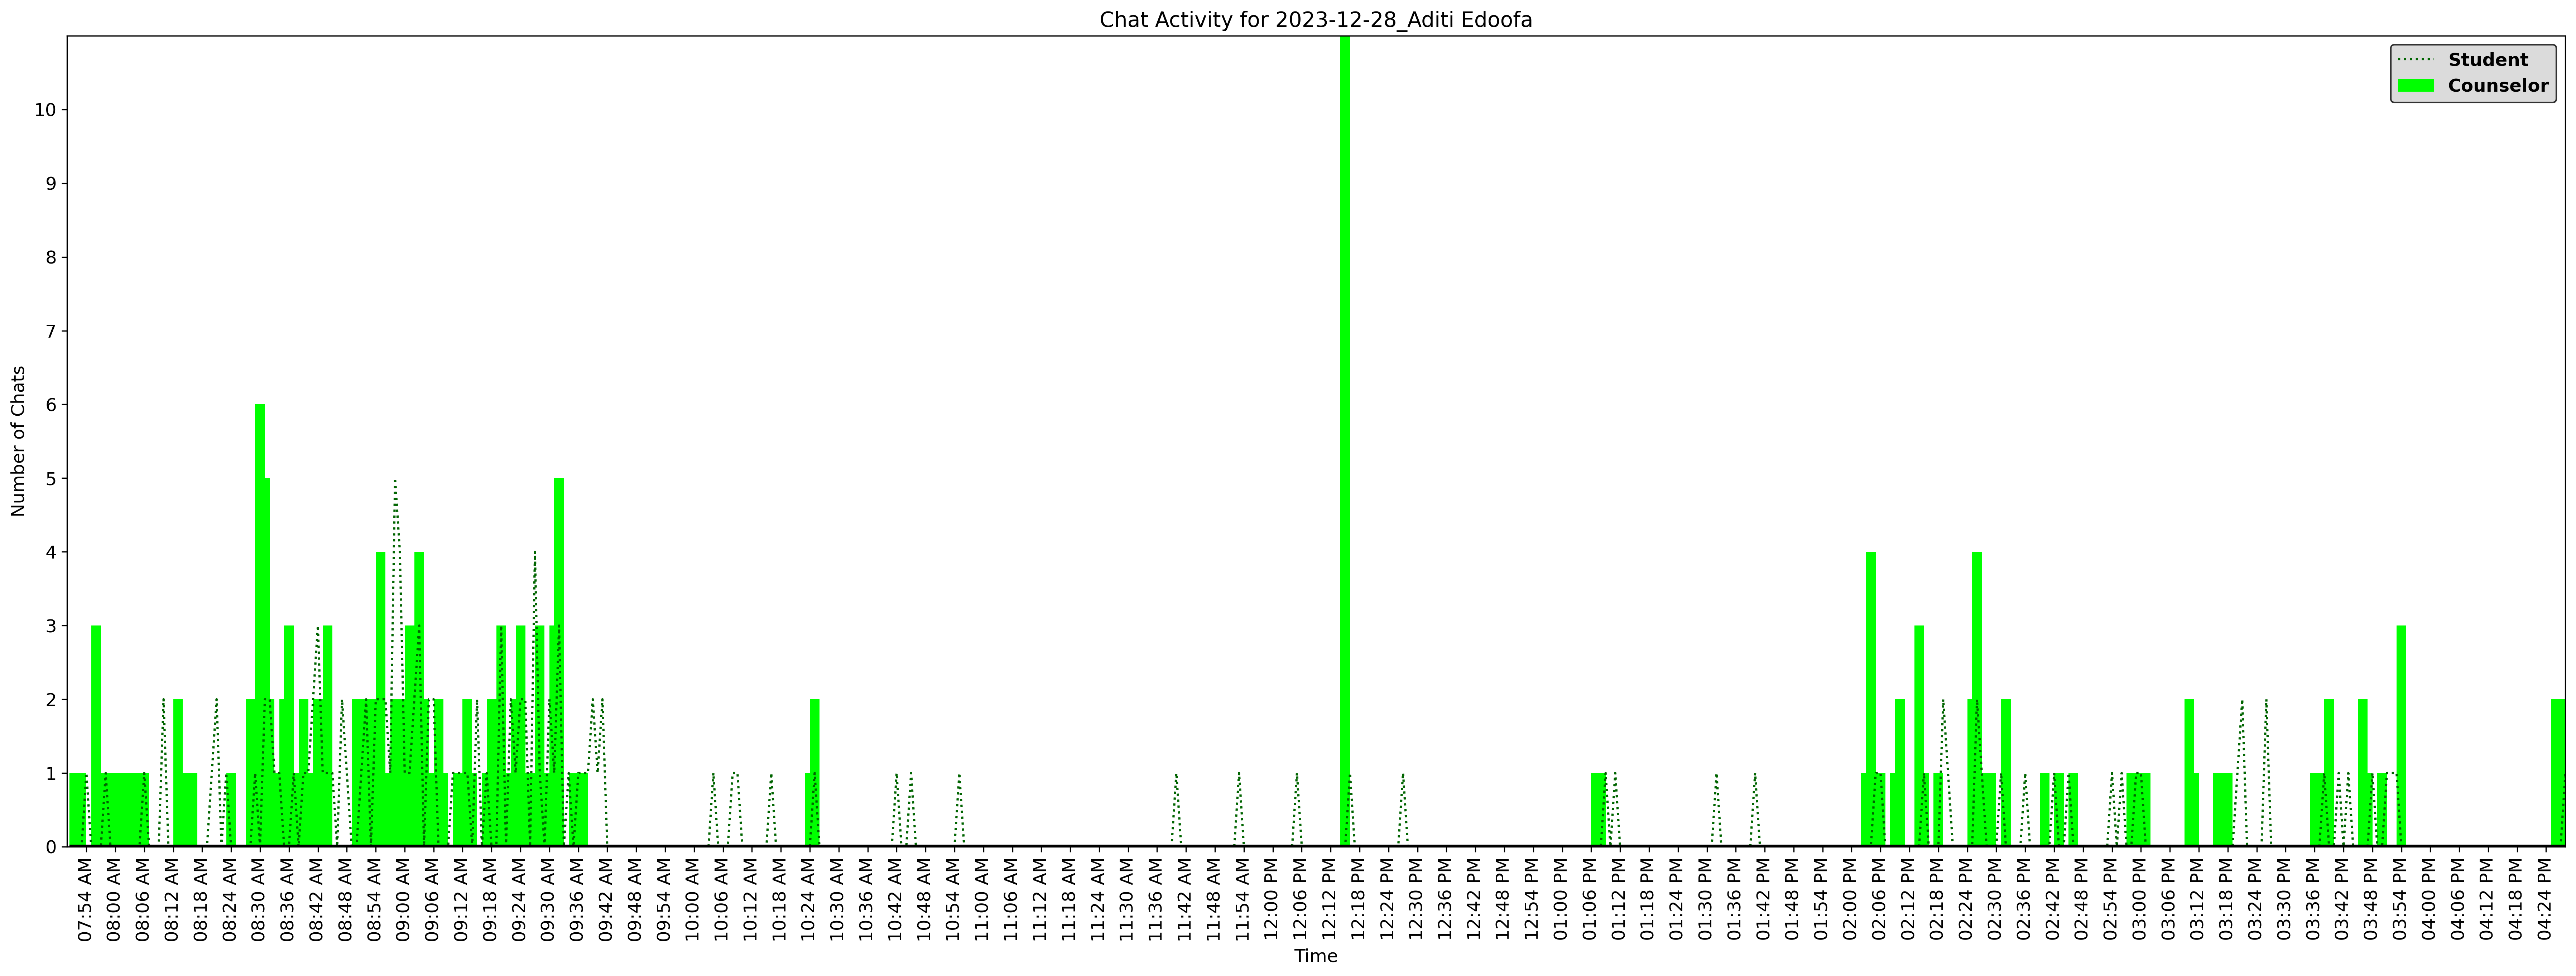 Chat Activity for 2023-12-28_Aditi Edoofa
Student
Counselor
Number of Chats
10
9
8
7
6
5
4
3
2
1
0
07:54 AM
08:00 AM
08:06 AM
08:12 AM
08:18 AM
08:24 AM
08:30 AM
08:36 AM
08:42 AM
08:48 AM
08:54 AM
09:00 AM
09:06 AM
09:12 AM
09:18 AM
09:24 AM
09:30 AM
09:36 AM
09:42 AM
09:48 AM
09:54 AM
10:00 AM
10:06 AM
10:12 AM
10:18 AM
10:24 AM
10:30 AM
10:36 AM
10:42 AM
10:48 AM
10:54 AM
11:00 AM
11:06 AM
11:12 AM
11:18 AM
11:24 AM
11:30 AM
11:36 AM
11:42 AM
11:48 AM
11:54 AM
12:00 PM
12:06 PM
12:12 PM
12:18 PM
12:24 PM
12:30 PM
12:36 PM
12:42 PM
12:48 PM
12:54 PM
01:00 PM
01:06 PM
01:12 PM
01:18 PM
01:24 PM
01:30 PM
01:36 PM
01:42 PM
01:48 PM
01:54 PM
02:00 PM
02:06 PM
02:12 PM
02:18 PM
02:24 PM
02:30 PM
02:36 PM
02:42 PM
02:48 PM
02:54 PM
03:00 PM
03:06 PM
03:12 PM
03:18 PM
03:24 PM
03:30 PM
03:36 PM
03:42 PM
03:48 PM
03:54 PM
04:00 PM
04:06 PM
04:12 PM
04:18 PM
04:24 PM
Time